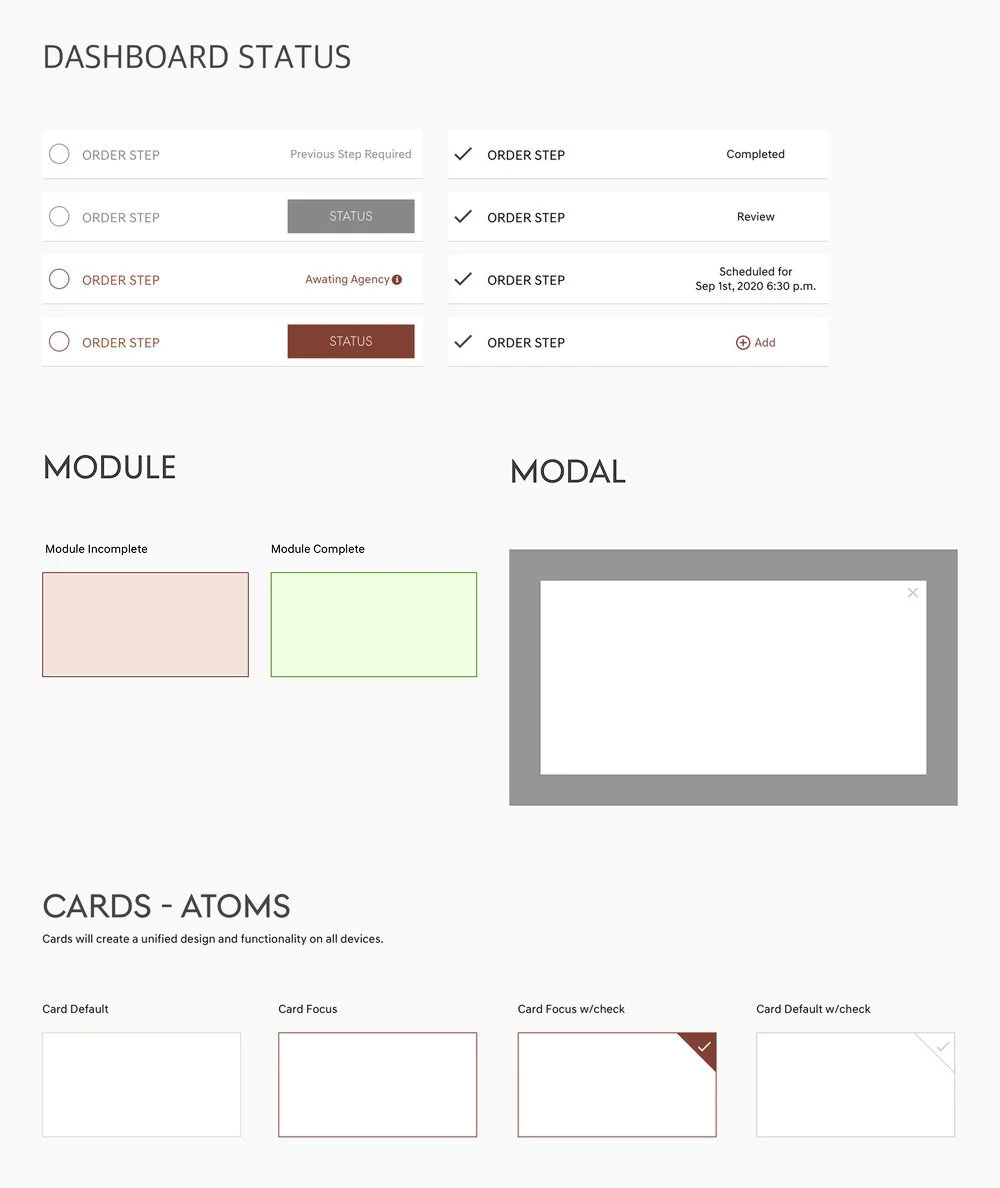 DASHBOARD STATUS
ORDER STEP
Previous Step Required
ORDER STEP
STATUS
ORDER STEP
Awating Agency
ORDER STEP
STATUS
ORDER STEP
Completed
ORDER STEP
Review
ORDER STEP
Scheduled for
Sep 1st, 2020 6:30 p.m.
ORDER STEP
Add
MODULE
Module Incomplete
Module Complete
MODAL
CARDS - ATOMS
Cards will create a unified design and functionality on all devices.
Card Default
Card Focus
Card Focus w/check
Card Default w/check